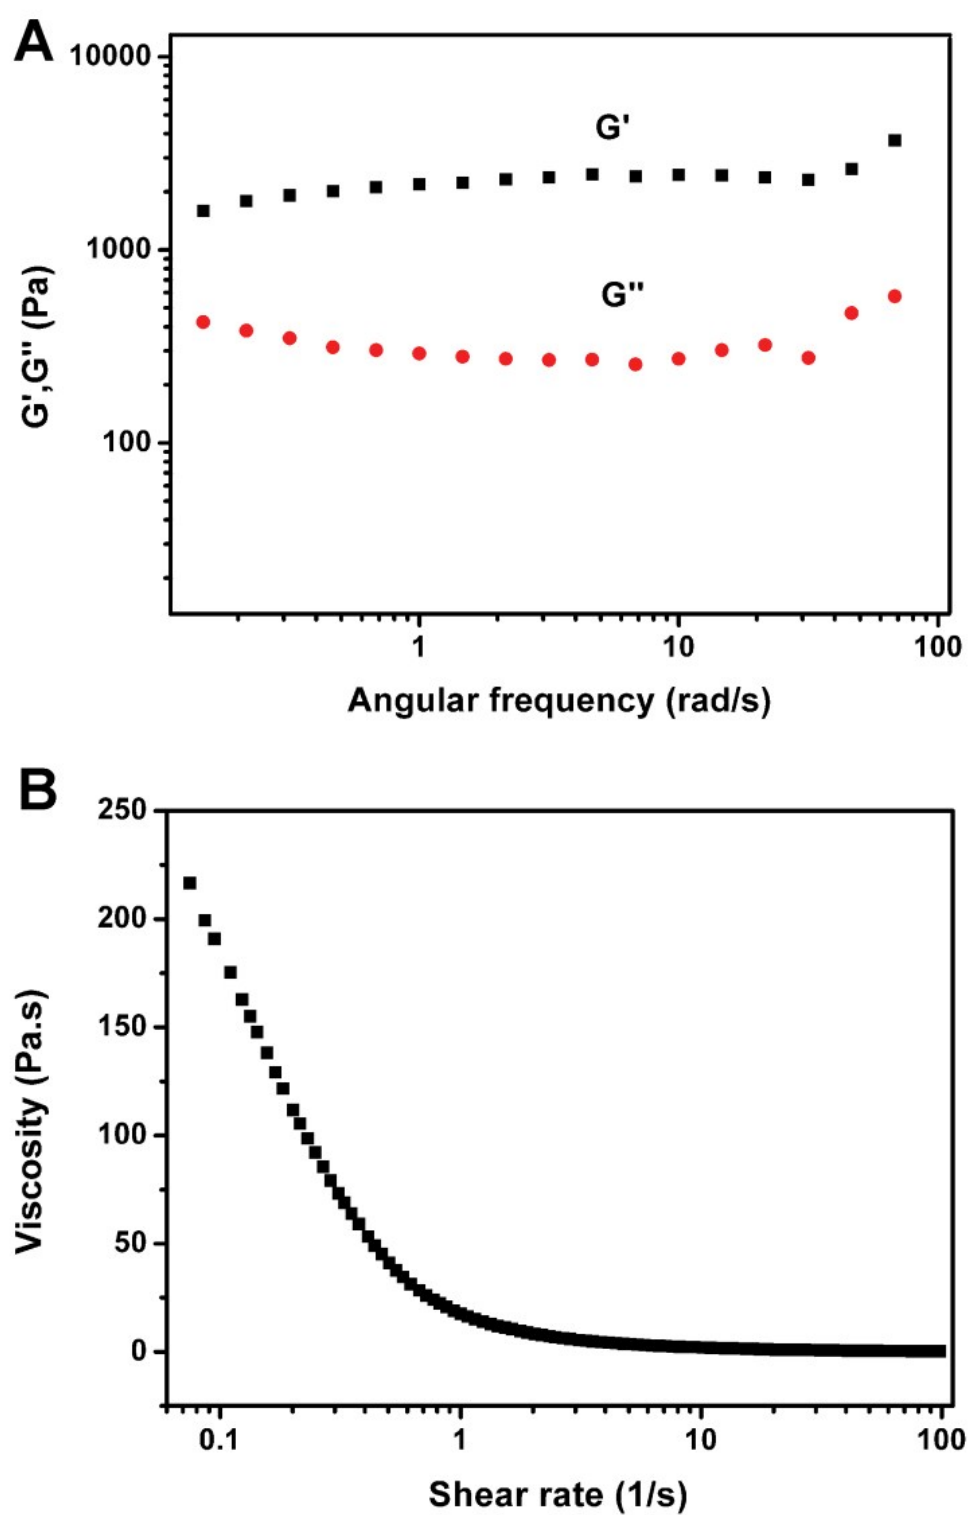 A
10000
G'
1000
G"
G',G" (Pa)
100
1 10 100
Angular frequency (rad/s)
B
250
200
150
100
50
0
Viscosity (Pa.s)
0.1 1 10 100
Shear rate (1/s)